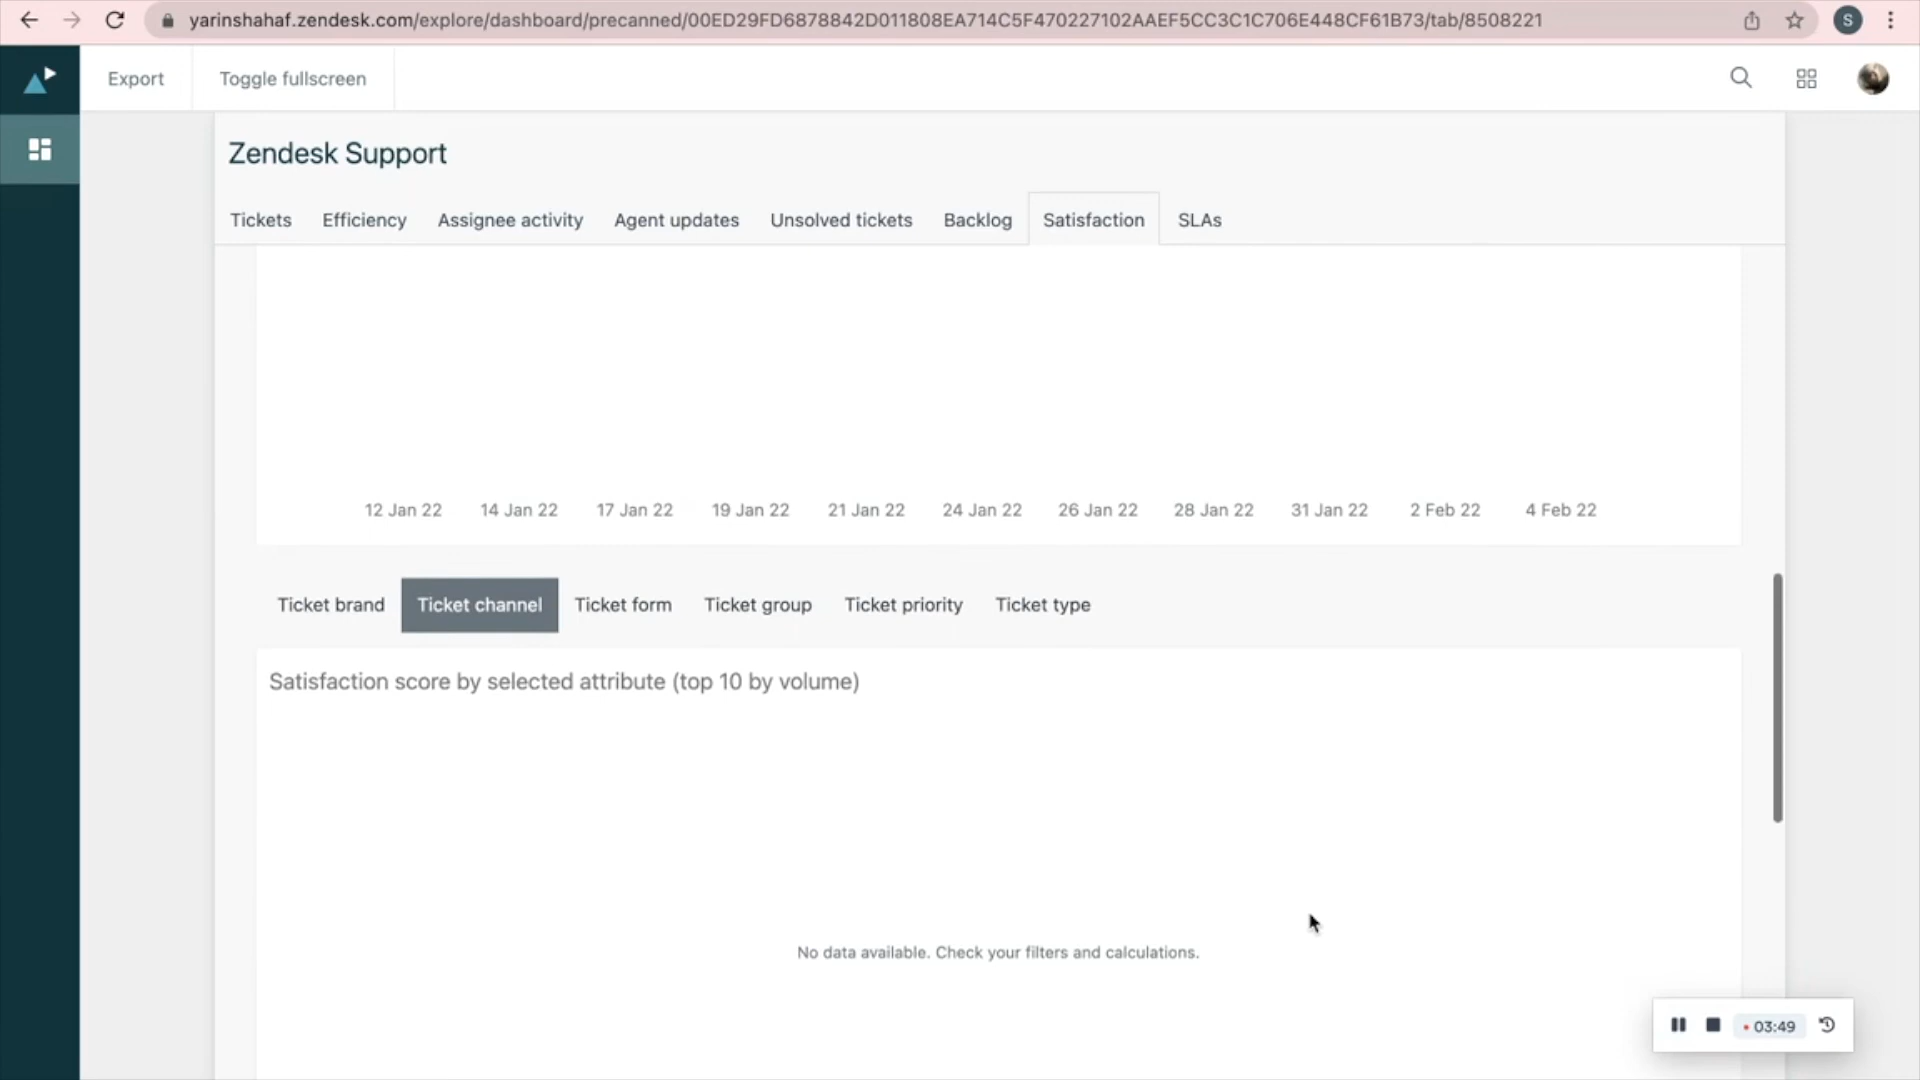 yarinshahaf.zendesk.com/explore/dashboard/precanned/00ED29FD6878842D011808EA714C5F470227102AAEF5CC3C1C706E448CF61B73/tab/8508221
S
Export
Toggle fullscreen
Zendesk Support
Tickets
Efficiency
Assignee activity
Agent updates
Unsolved tickets
Backlog
Satisfaction
SLAs
12 Jan 22
14 Jan 22
17 Jan 22
19 Jan 22
21 Jan 22
24 Jan 22
26 Jan 22
28 Jan 22
31 Jan 22
2 Feb 22
4 Feb 22
Ticket brand
Ticket channel
Ticket form
Ticket group
Ticket priority
Ticket type
Satisfaction score by selected attribute (top 10 by volume)
No data available. Check your filters and calculations.
03:49